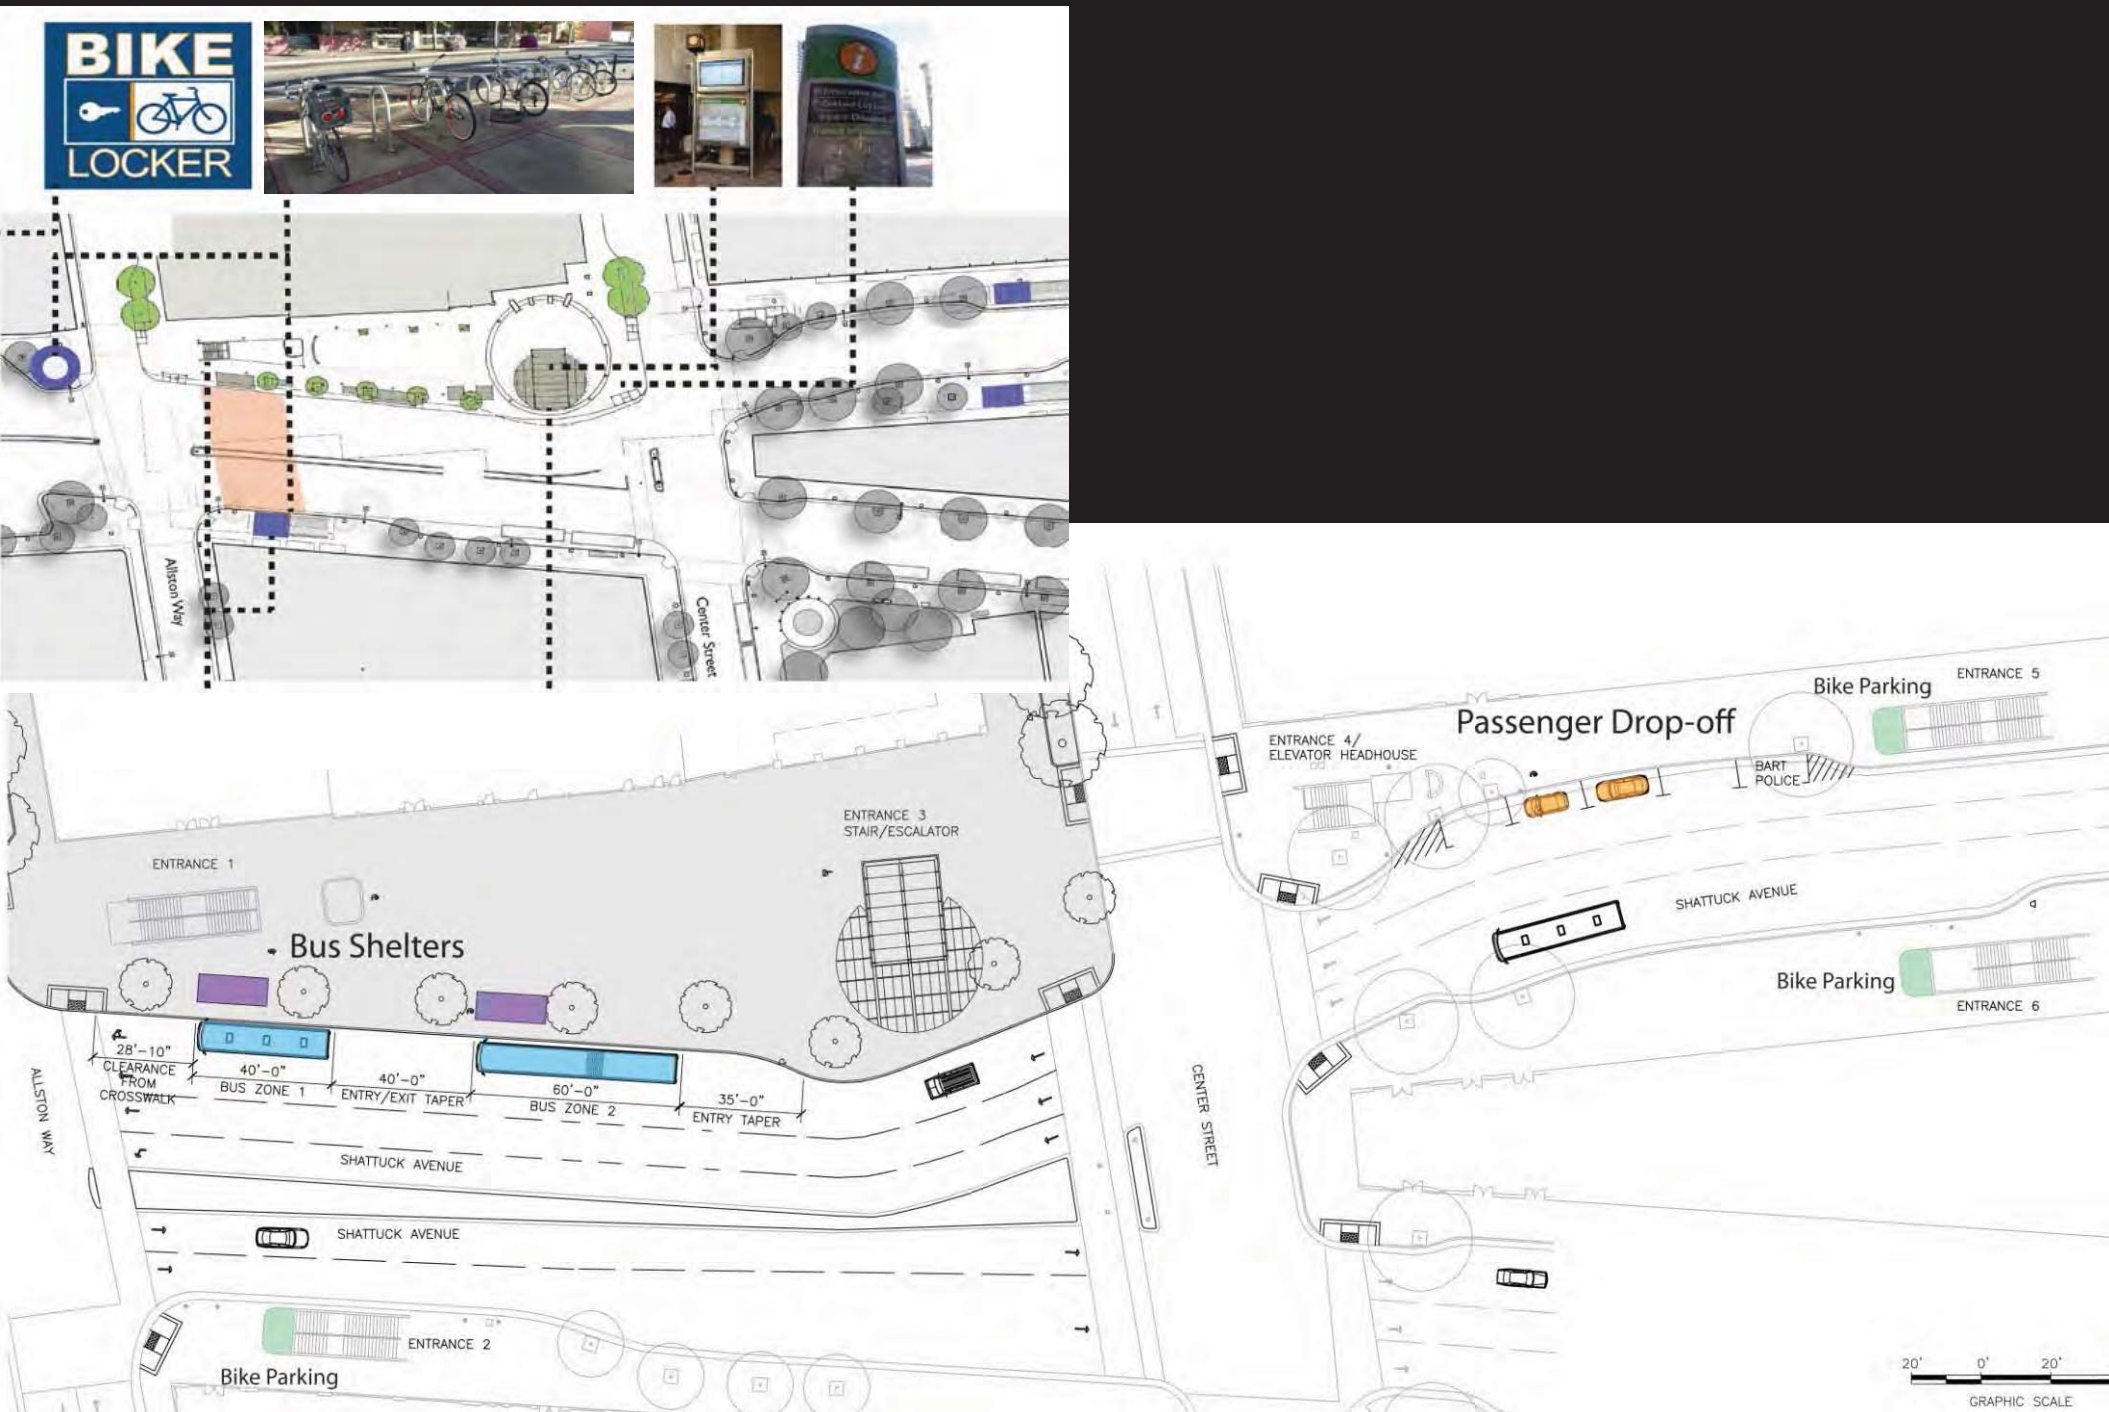 BIKE
LOCKER
i
Allston Way
Center Street
ENTRANCE 5
Bike Parking
Passenger Drop-off
ENTRANCE 4/
ELEVATOR HEADHOUSE
BART
POLICE
ENTRANCE 3
STAIR/ESCALATOR
ENTRANCE 1
SHATTUCK AVENUE
Bus Shelters
Bike Parking
ENTRANCE 6
28'-10"
CLEARANCE
FROM
CROSSWALK
40'-0"
BUS ZONE 1
40'-0"
ENTRY/EXIT TAPER
60'-0"
BUS ZONE 2
35'-0"
ENTRY TAPER
ALLSTON WAY
CENTER STREET
SHATTUCK AVENUE
SHATTUCK AVENUE
ENTRANCE 2
Bike Parking
20' 0' 20'
GRAPHIC SCALE